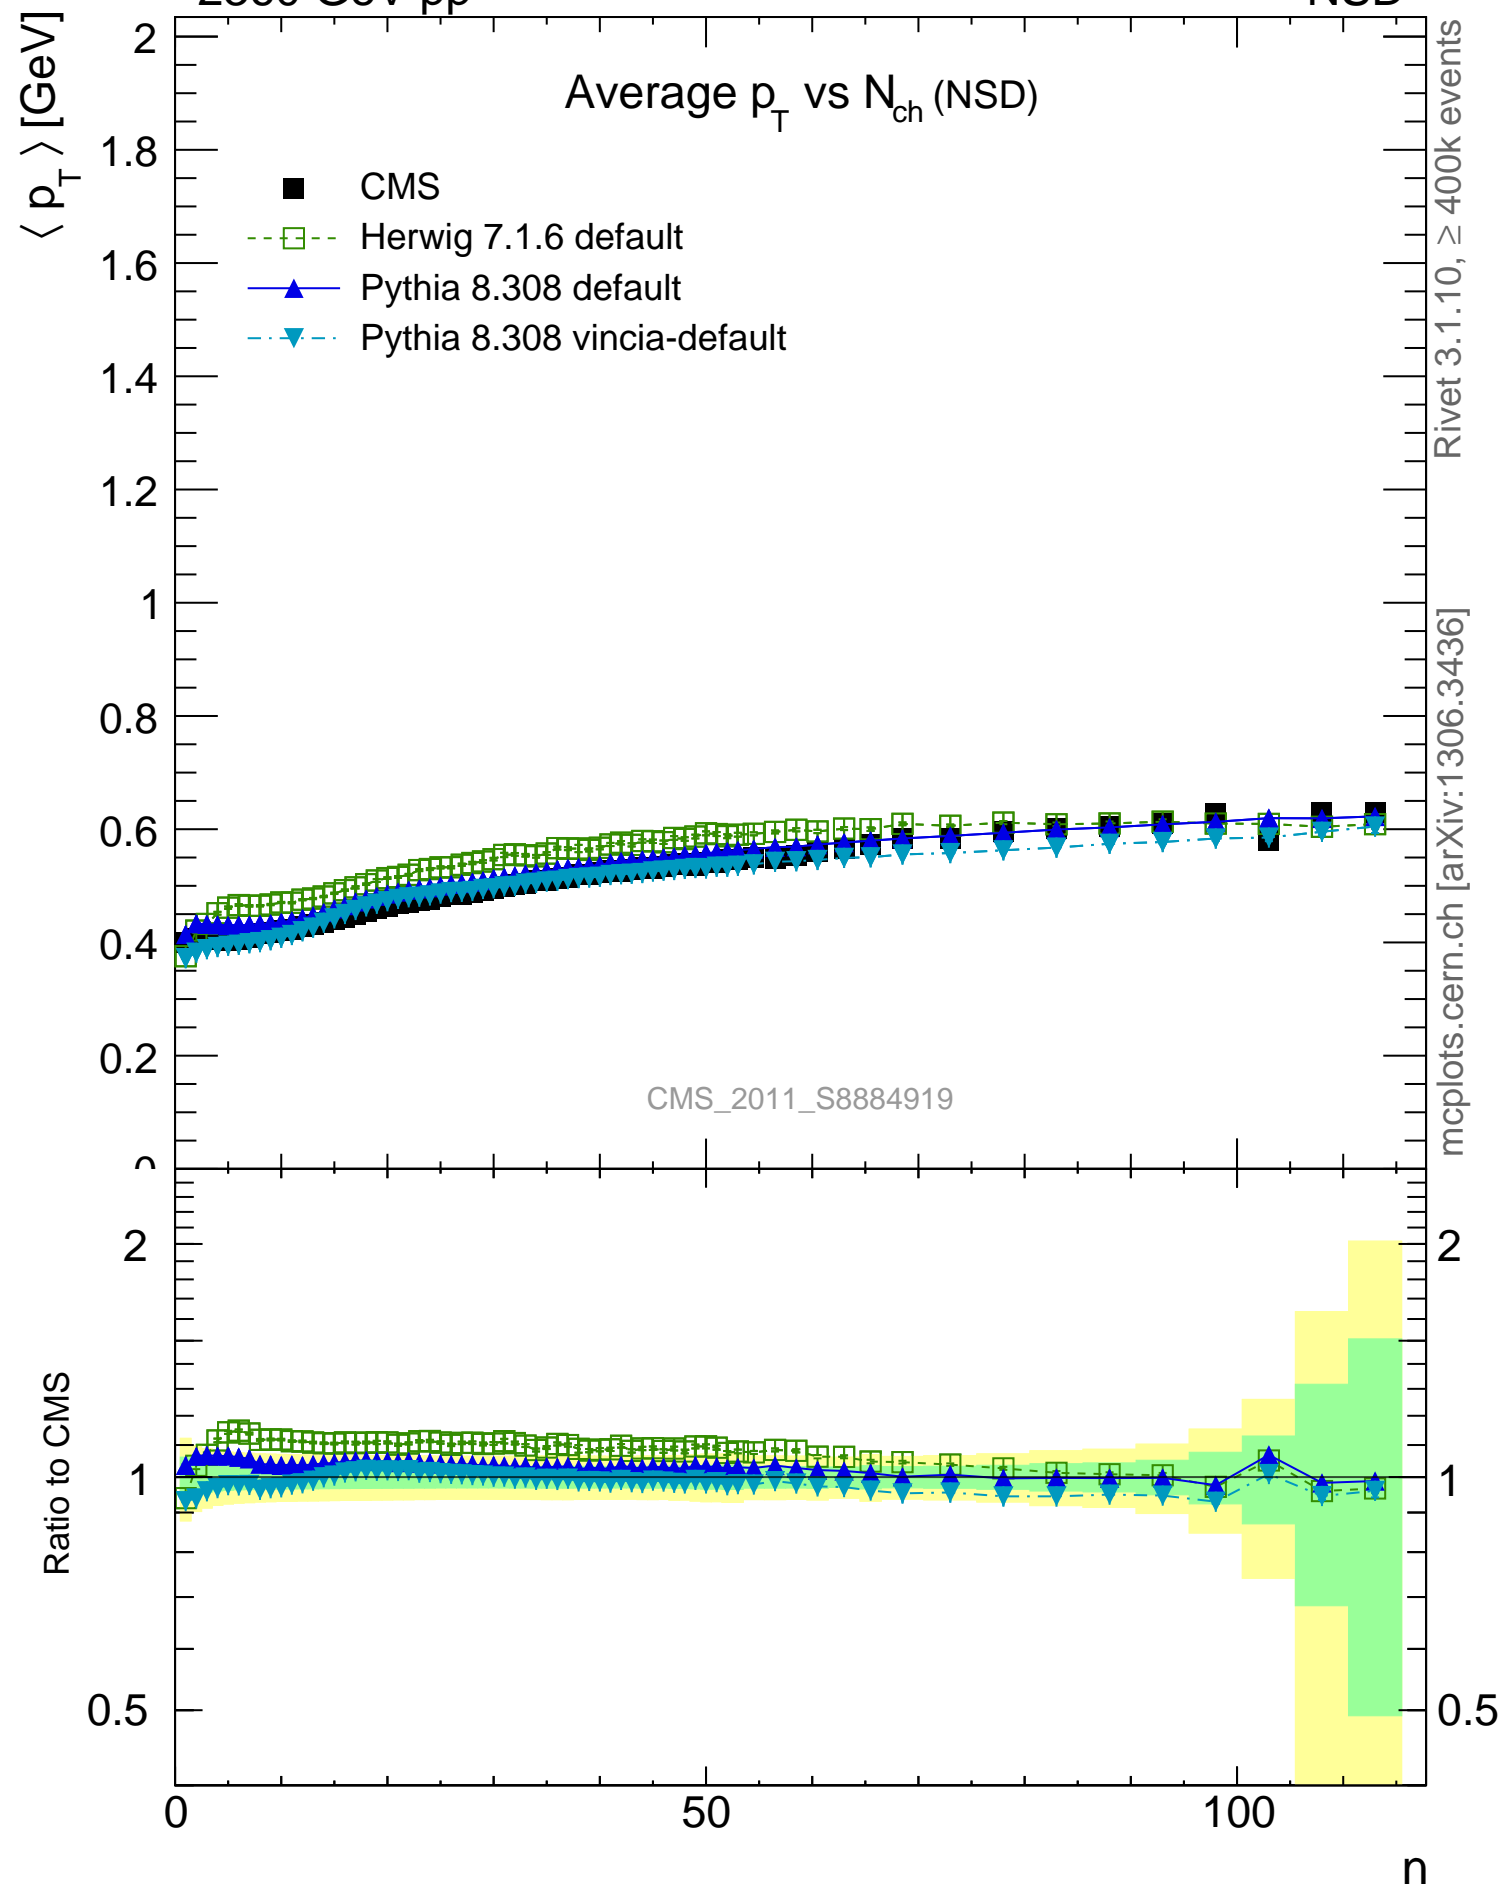 NSD
⟨ p_T ⟩ [GeV]
Average p_T vs N_ch (NSD)
CMS
Herwig 7.1.6 default
Pythia 8.308 default
Pythia 8.308 vincia-default
2
1.8
1.6
1.4
1.2
1
0.8
0.6
0.4
0.2
0
CMS_2011_S8884919
Rivet 3.1.10, ≥ 400k events
mcplots.cern.ch [arXiv:1306.3436]
Ratio to CMS
2
1
0.5
2
1
0.5
0 50 100
n